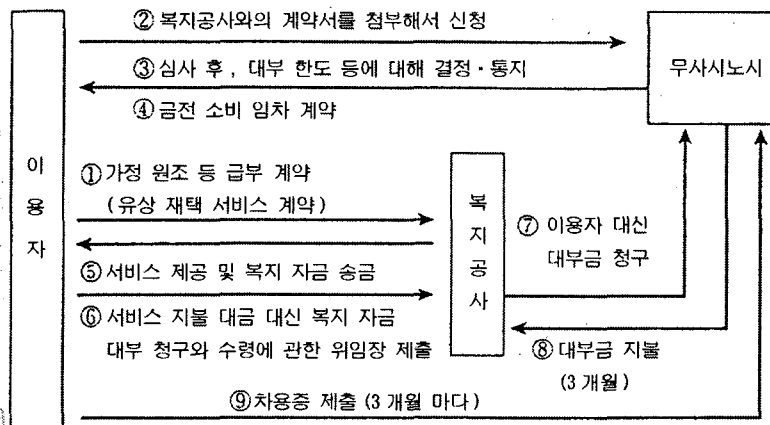 ② 복지공사와의 계약서를 첨부해서 신청
③ 심사 후, 대부 한도 등에 대해 결정·통지
④ 금전 소비 임차 계약
무사시노시
이용자
① 가정 원조 등 급부 계약
(유상 재택 서비스 계약)
복지공사
⑦ 이용자 대신
대부금 청구
⑤ 서비스 제공 및 복지 자금 송금
⑥ 서비스 지불 대금 대신 복지 자금
대부 청구와 수령에 관한 위임장 제출
⑧ 대부금 지불
(3개월)
⑨ 차용증 제출 (3개월 마다)